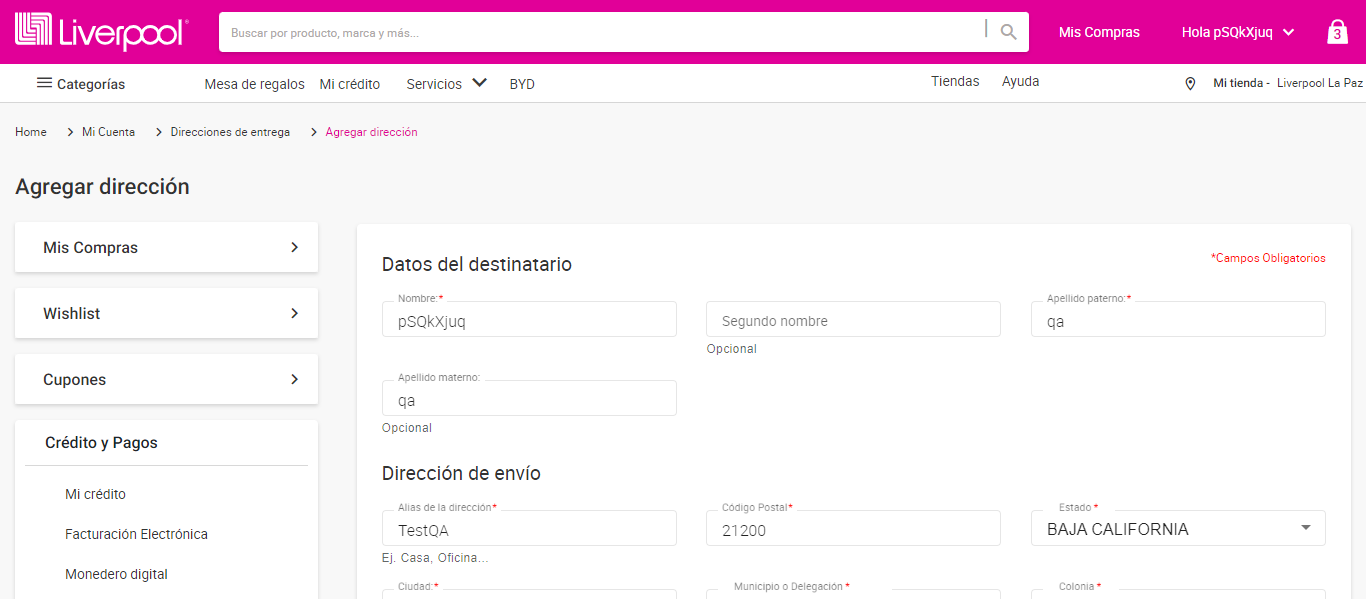 Liverpool
Buscar por producto, marca y más...
Mis Compras
Hola pSQkXjuq
3
Categorías
Mesa de regalos
Mi crédito
Servicios
BYD
Tiendas
Ayuda
Mi tienda - Liverpool La Paz
Home > Mi Cuenta > Direcciones de entrega > Agregar dirección
Agregar dirección
Mis Compras
Wishlist
Cupones
Crédito y Pagos
Mi crédito
Facturación Electrónica
Monedero digital
Datos del destinatario
*Campos Obligatorios
Nombre:*
pSQkXjuq
Segundo nombre
Opcional
Apellido paterno:*
qa
Apellido materno:
qa
Opcional
Dirección de envío
Alias de la dirección*
TestQA
Ej. Casa, Oficina...
Código Postal*
21200
Estado *
BAJA CALIFORNIA
Ciudad:*
Municipio o Delegación *
Colonia *